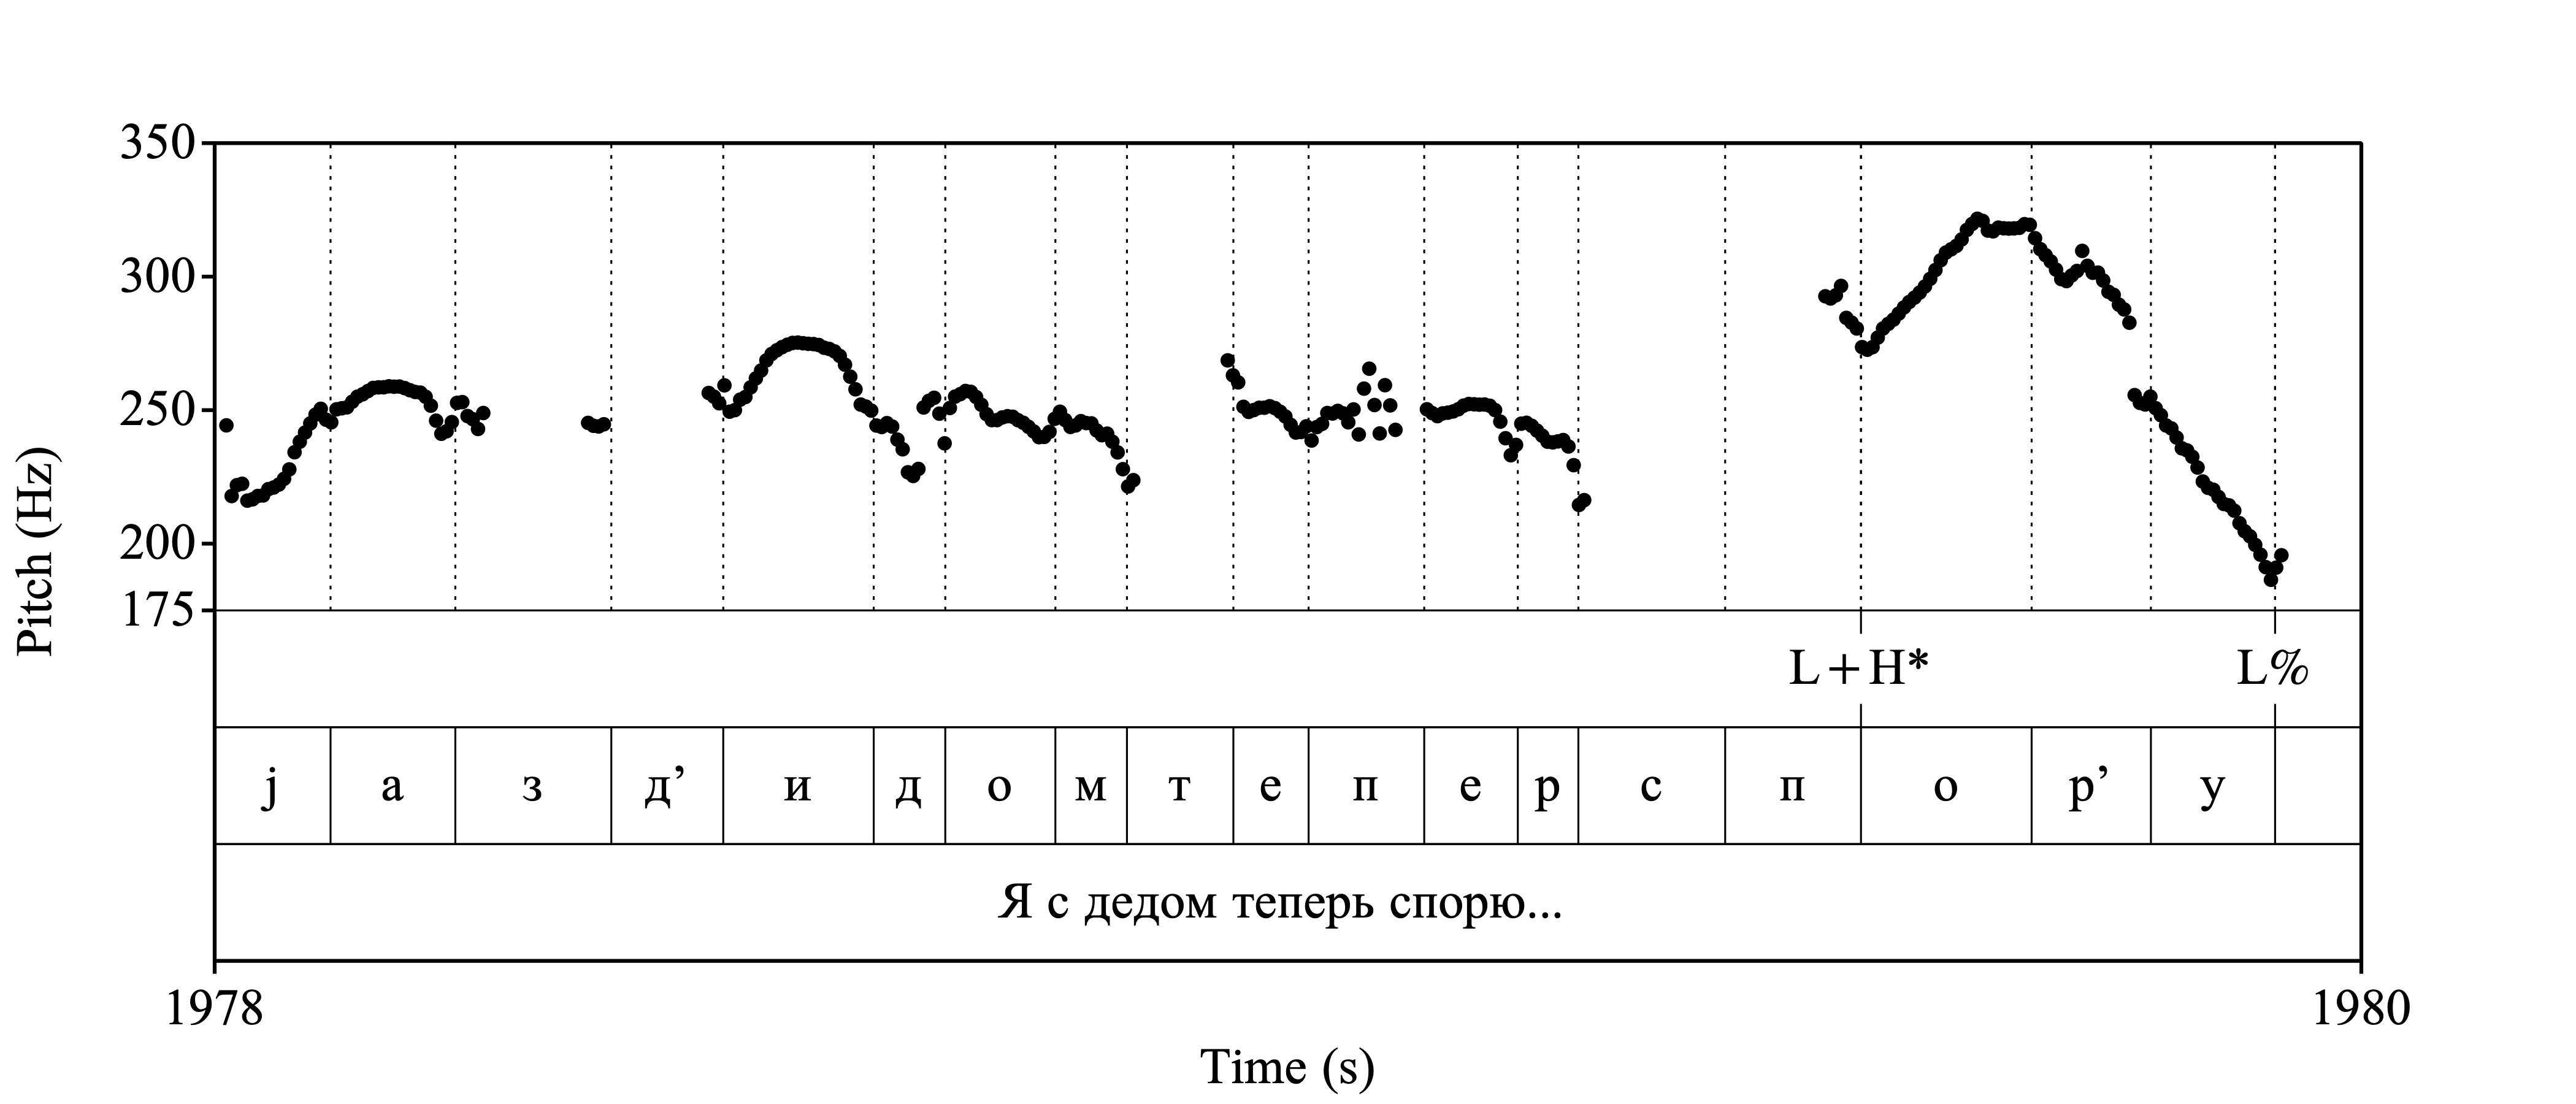 350
300
250
200
175
Pitch (Hz)
L+H* L%
j а з д’ и д о м т е п е р с п о р’ у
Я с дедом теперь спорю...
1978 1980
Time (s)